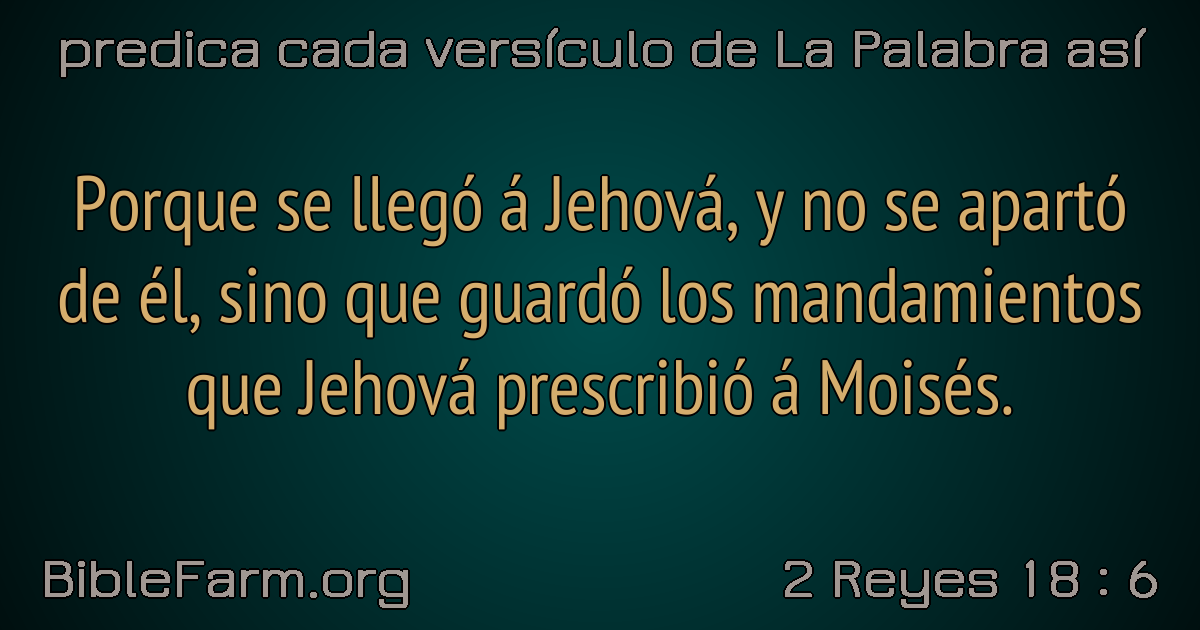 predica cada versículo de La Palabra así
Porque se llegó á Jehová, y no se apartó
de él, sino que guardó los mandamientos
que Jehová prescribió á Moisés.
BibleFarm.org
2 Reyes 18 : 6